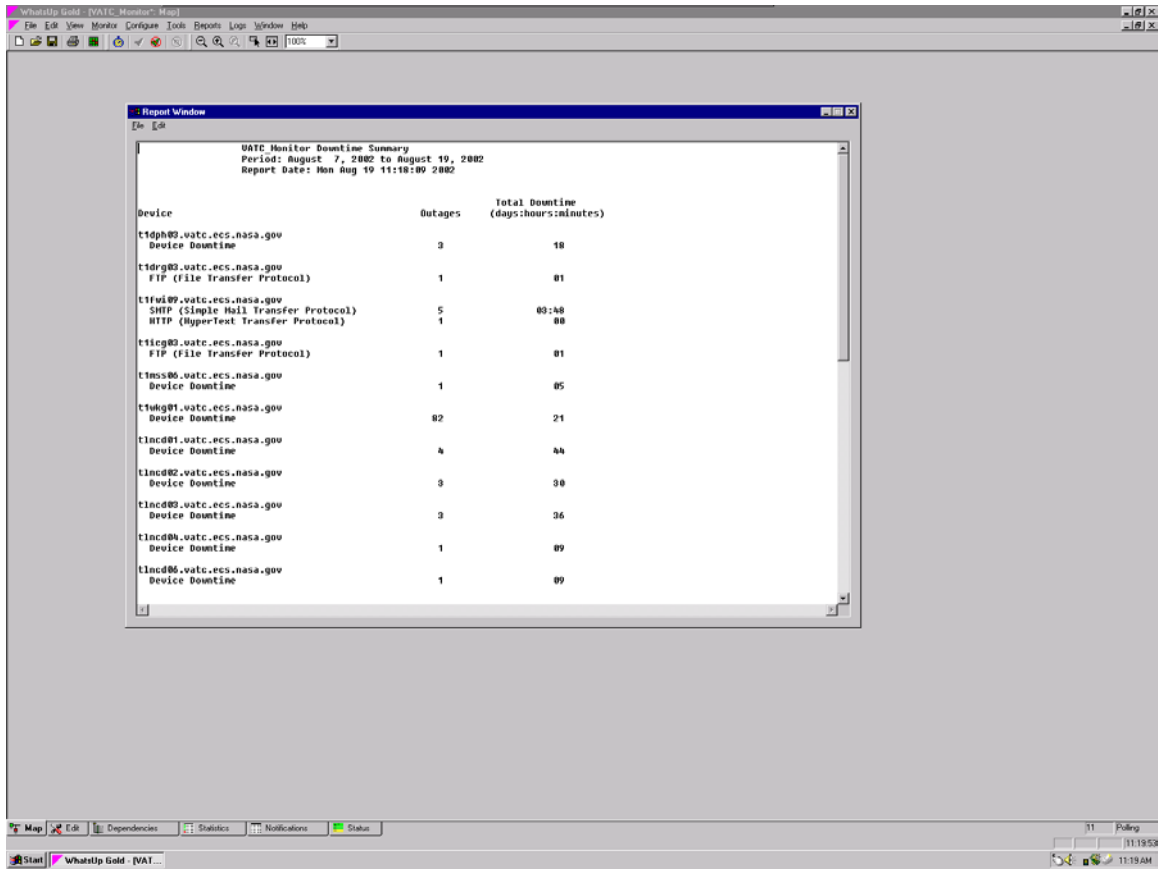 WhatsUp Gold - [VATC_Monitor*: Map]
File Edit View Monitor Configure Tools Reports Logs Window Help
100%
Report Window
File Edit
VATC_Monitor Downtime Summary
Period: August 7, 2002 to August 19, 2002
Report Date: Mon Aug 19 11:18:09 2002
Total Downtime
Device Outages (days:hours:minutes)
t1dph03.vatc.ecs.nasa.gov
Device Downtime 3 18
t1drg03.vatc.ecs.nasa.gov
FTP (File Transfer Protocol) 1 01
t1fwi09.vatc.ecs.nasa.gov
SMTP (Simple Mail Transfer Protocol) 5 03:48
HTTP (HyperText Transfer Protocol) 1 00
t1icg03.vatc.ecs.nasa.gov
FTP (File Transfer Protocol) 1 01
t1mss06.vatc.ecs.nasa.gov
Device Downtime 1 05
t1wkg01.vatc.ecs.nasa.gov
Device Downtime 82 21
tlncd01.vatc.ecs.nasa.gov
Device Downtime 4 44
tlncd02.vatc.ecs.nasa.gov
Device Downtime 3 30
tlncd03.vatc.ecs.nasa.gov
Device Downtime 3 36
tlncd04.vatc.ecs.nasa.gov
Device Downtime 1 09
tlncd06.vatc.ecs.nasa.gov
Device Downtime 1 09
Map Edit Dependencies Statistics Notifications Status 11 Polling
11:19:53
Start WhatsUp Gold - [VAT... 11:19 AM